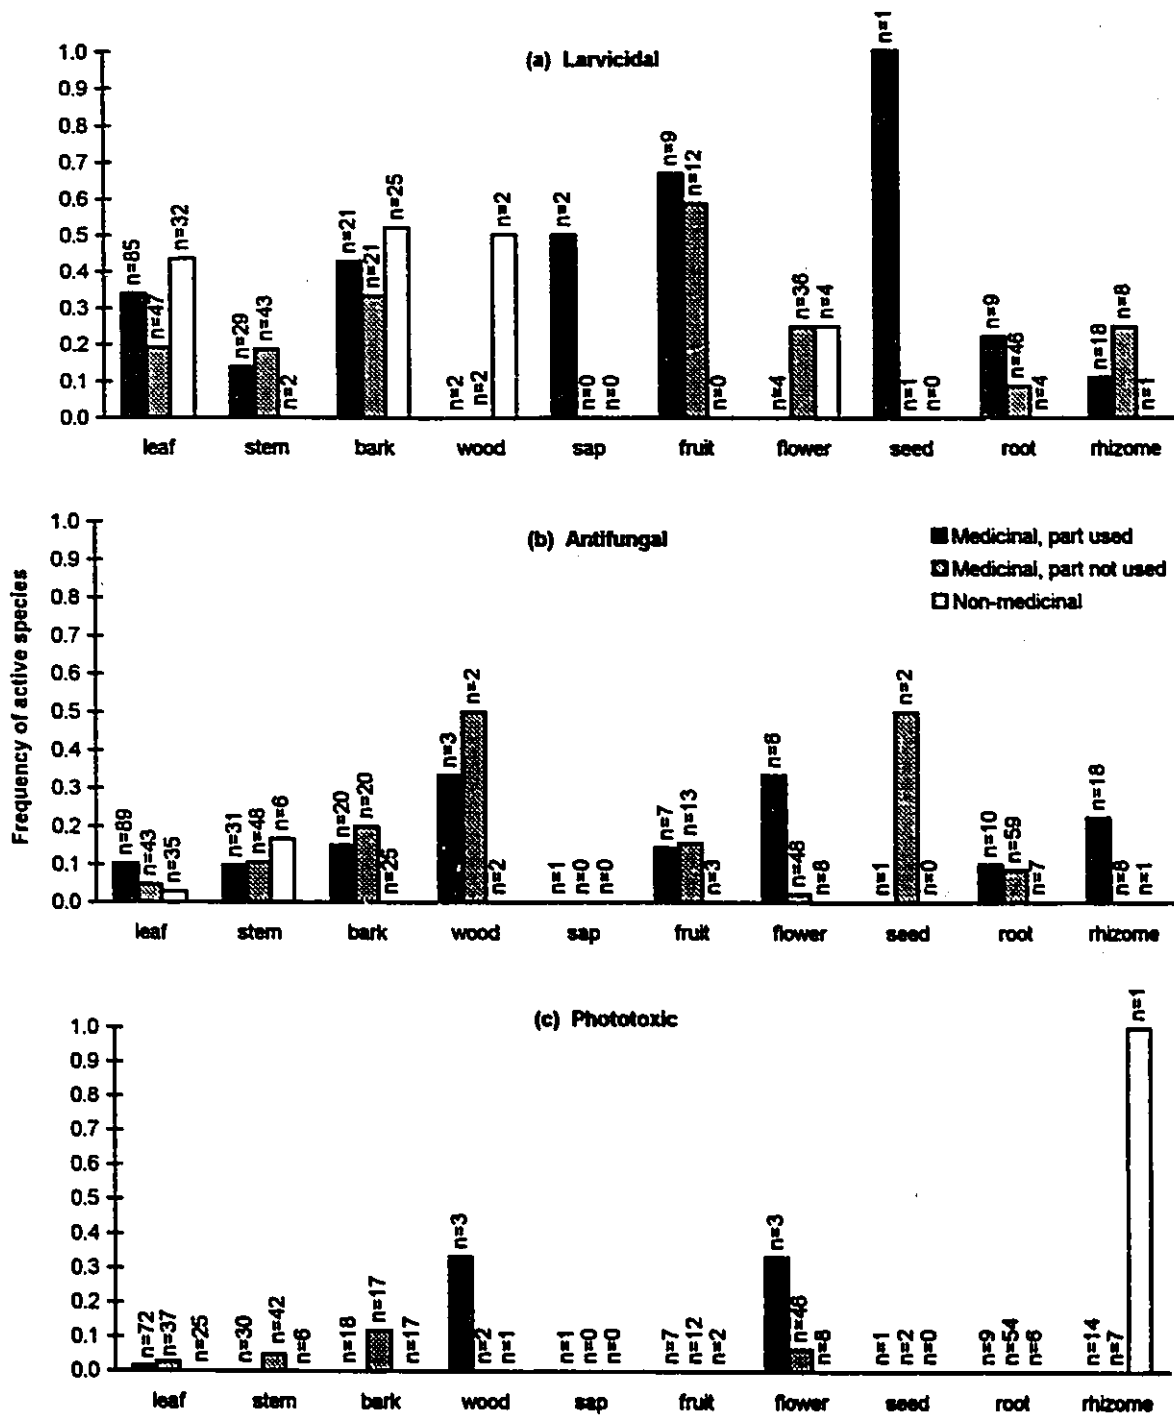 (a) Larvicidal
1.0
0.9
0.8
0.7
0.6
0.5
0.4
0.3
0.2
0.1
0.0
n=85 n=47 n=32
n=29 n=43 n=2
n=21 n=21 n=25
n=2 n=2 n=2
n=2 n=0 n=0
n=9 n=12 n=0
n=4 n=36 n=4
n=1 n=1 n=0
n=9 n=46 n=4
n=18 n=8 n=1
leaf stem bark wood sap fruit flower seed root rhizome
Frequency of active species
(b) Antifungal
Medicinal, part used
Medicinal, part not used
Non-medicinal
1.0
0.9
0.8
0.7
0.6
0.5
0.4
0.3
0.2
0.1
0.0
n=89 n=43 n=35
n=31 n=48 n=6
n=20 n=20 n=25
n=3 n=2 n=2
n=1 n=0 n=0
n=7 n=13 n=3
n=6 n=48 n=8
n=1 n=2 n=0
n=10 n=59 n=7
n=18 n=8 n=1
leaf stem bark wood sap fruit flower seed root rhizome
(c) Phototoxic
1.0
0.9
0.8
0.7
0.6
0.5
0.4
0.3
0.2
0.1
0.0
n=72 n=37 n=25
n=30 n=42 n=6
n=18 n=17 n=17
n=3 n=2 n=1
n=1 n=0 n=0
n=7 n=12 n=2
n=3 n=46 n=8
n=1 n=2 n=0
n=9 n=54 n=6
n=14 n=7 n=1
leaf stem bark wood sap fruit flower seed root rhizome